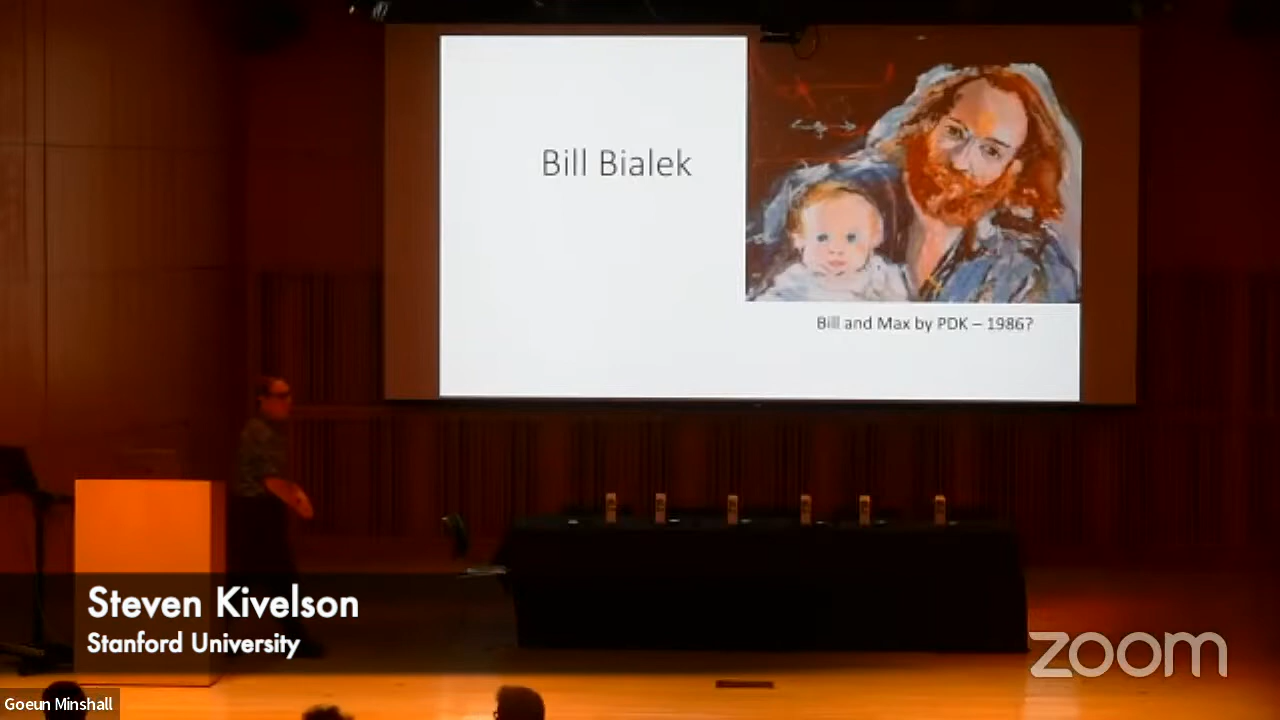 Bill Bialek
Bill and Max by PDK – 1986?
Steven Kivelson
Stanford University
zoom
Goeun Minshall